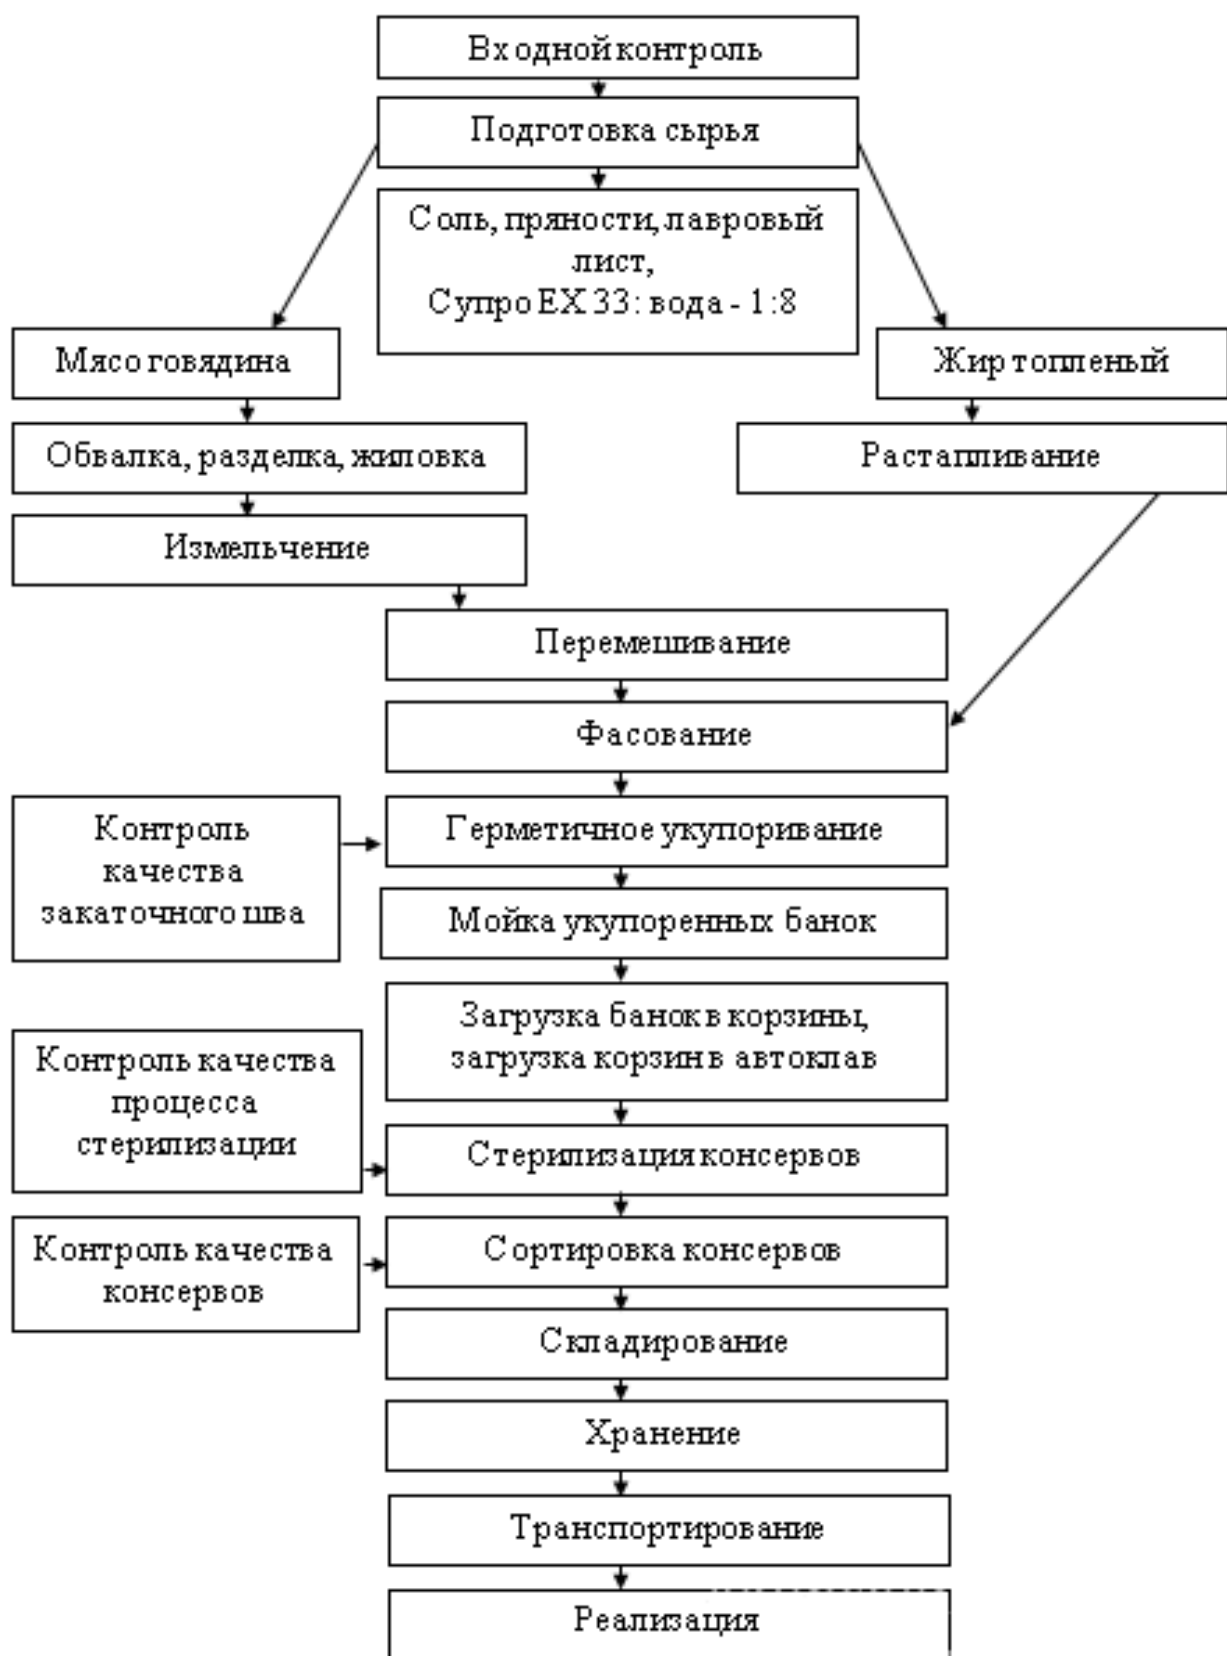 Входной контроль
Подготовка сырья
Соль, пряности, лавровый
лист,
Супро EX 33: вода - 1:8
Мясо говядина
Жир топленый
Обвалка, разделка, жиловка
Растапливание
Измельчение
Перемешивание
Фасование
Контроль
качества
закаточного шва
Герметичное укупоривание
Мойка укупоренных банок
Загрузка банок в корзины,
загрузка корзин в автоклав
Контроль качества
процесса
стерилизации
Стерилизация консервов
Контроль качества
консервов
Сортировка консервов
Складирование
Хранение
Транспортирование
Реализация